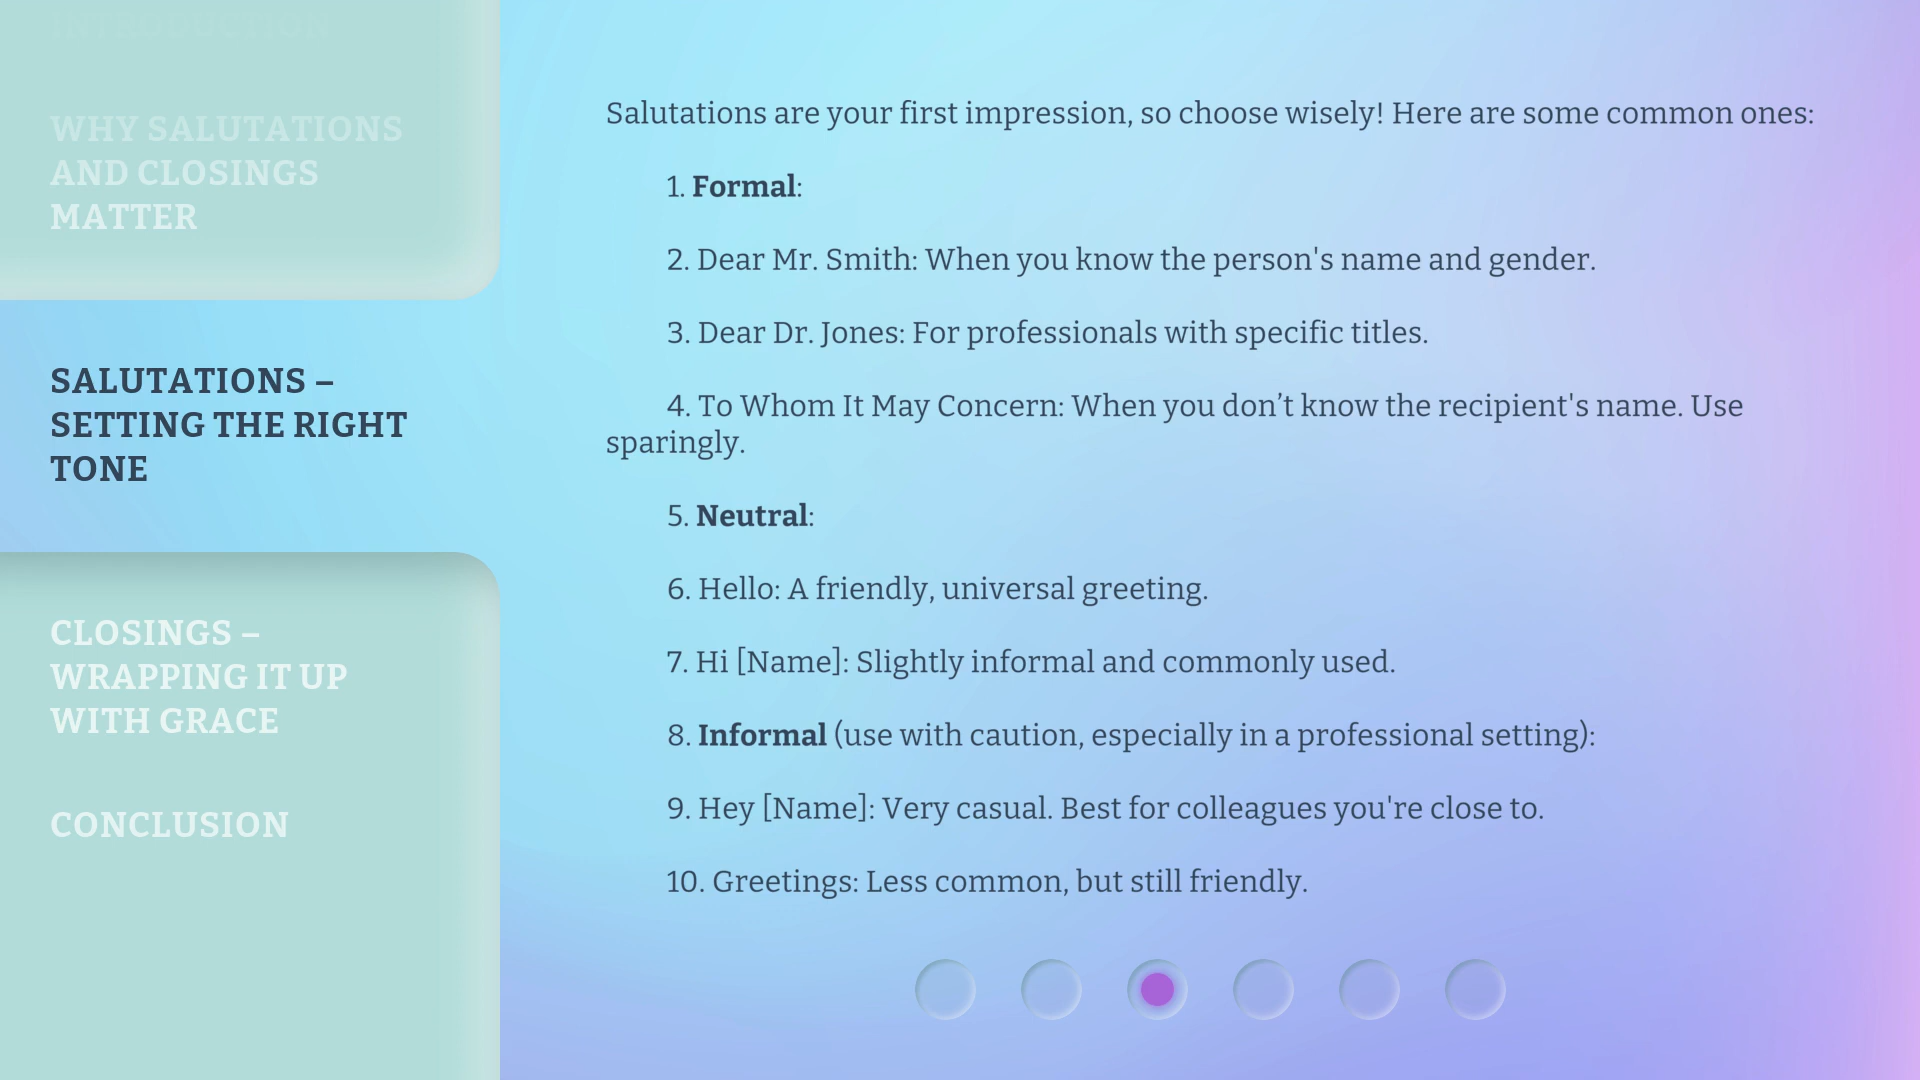 INTRODUCTION
WHY SALUTATIONS
AND CLOSINGS
MATTER
SALUTATIONS –
SETTING THE RIGHT
TONE
CLOSINGS –
WRAPPING IT UP
WITH GRACE
CONCLUSION
Salutations are your first impression, so choose wisely! Here are some common ones:
1. Formal:
2. Dear Mr. Smith: When you know the person's name and gender.
3. Dear Dr. Jones: For professionals with specific titles.
4. To Whom It May Concern: When you don’t know the recipient's name. Use
sparingly.
5. Neutral:
6. Hello: A friendly, universal greeting.
7. Hi [Name]: Slightly informal and commonly used.
8. Informal (use with caution, especially in a professional setting):
9. Hey [Name]: Very casual. Best for colleagues you're close to.
10. Greetings: Less common, but still friendly.